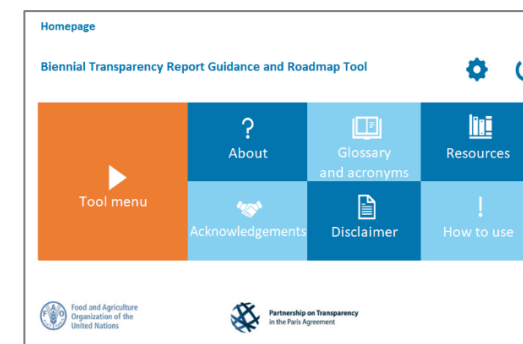 Homepage
Biennial Transparency Report Guidance and Roadmap Tool
Tool menu
?
About
Glossary
and acronyms
Resources
Acknowledgements
Disclaimer
!
How to use
FAO
Food and Agriculture
Organization of the
United Nations
Partnership on Transparency
in the Paris Agreement